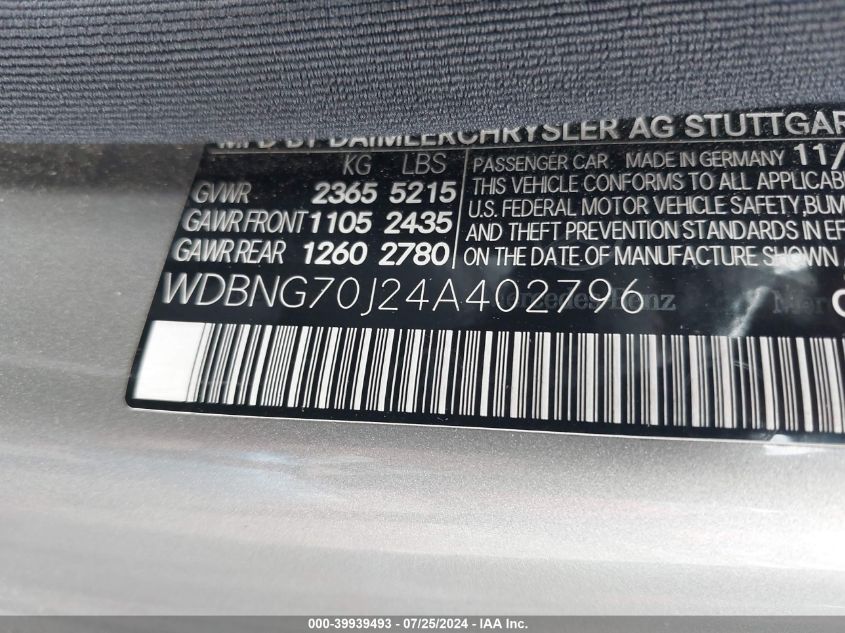 MFD BY DAIMLERCHRYSLER AG STUTTGAR
KG LBS
GVWR 2365 5215
GAWR FRONT 1105 2435
GAWR REAR 1260 2780
PASSENGER CAR MADE IN GERMANY 11/
THIS VEHICLE CONFORMS TO ALL APPLICAB
U.S. FEDERAL MOTOR VEHICLE SAFETY, BUM
AND THEFT PREVENTION STANDARDS IN EF
ON THE DATE OF MANUFACTURE SHOWN
WDBNG70J24A402796
Mercedes-Benz
000-39939493 - 07/25/2024 - IAA Inc.